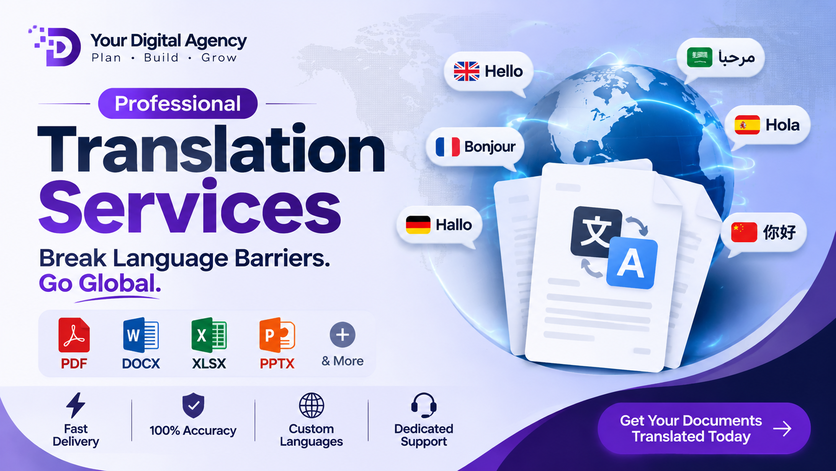 Your Digital Agency
Plan • Build • Grow
Professional
Translation
Services
Break Language Barriers.
Go Global.
PDF
DOCX
XLSX
PPTX
& More
Fast
Delivery
100% Accuracy
Custom
Languages
Dedicated
Support
Hello
مرحبا
Bonjour
Hola
Hallo
你好
文
A
W
X
P
Get Your Documents
Translated Today